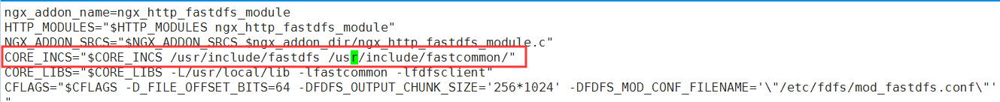 ngx_addon_name=ngx_http_fastdfs_module
HTTP_MODULES="$HTTP_MODULES ngx_http_fastdfs_module"
NGX_ADDON_SRCS="$NGX_ADDON_SRCS $ngx_addon_dir/ngx_http_fastdfs_module.c"
CORE_INCS="$CORE_INCS /usr/include/fastdfs /usr/include/fastcommon/"
CORE_LIBS="$CORE_LIBS -L/usr/local/lib -lfastcommon -lfdfsclient"
CFLAGS="$CFLAGS -D_FILE_OFFSET_BITS=64 -DFDFS_OUTPUT_CHUNK_SIZE='256*1024' -DFDFS_MOD_CONF_FILENAME='\"/etc/fdfs/mod_fastdfs.conf\"'
"